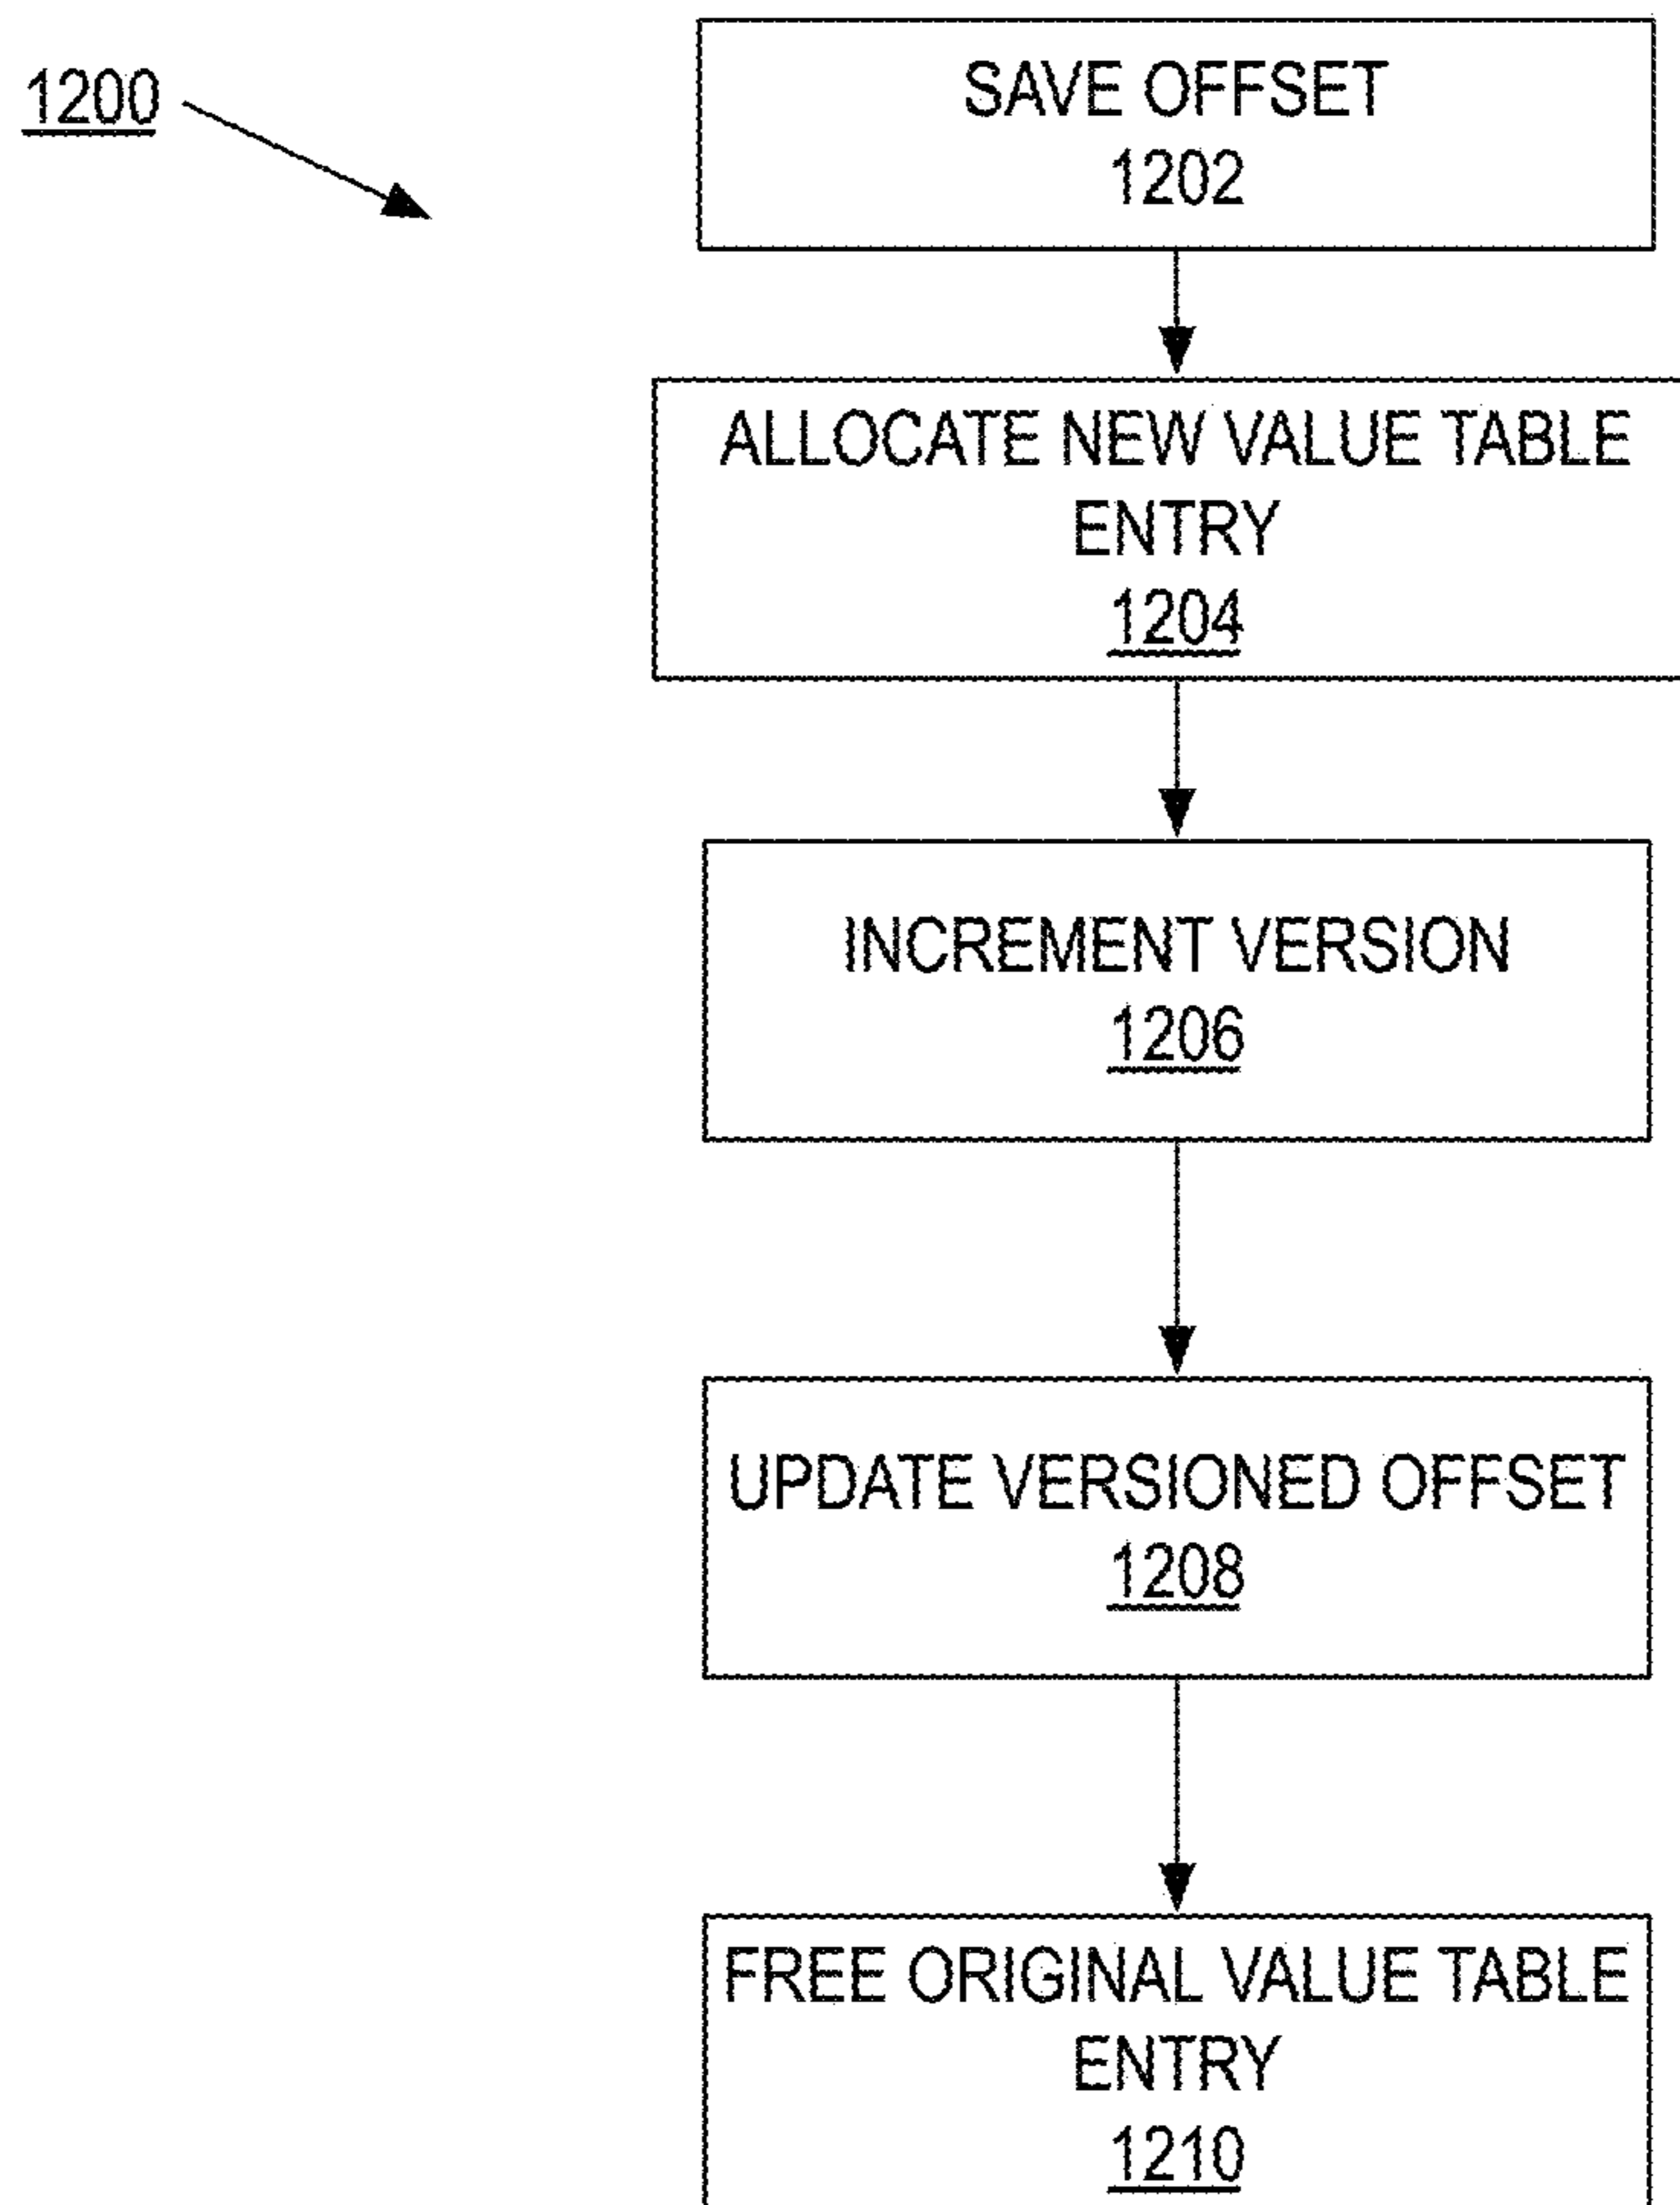 1200
SAVE OFFSET
1202
ALLOCATE NEW VALUE TABLE
ENTRY
1204
INCREMENT VERSION
1206
UPDATE VERSIONED OFFSET
1208
FREE ORIGINAL VALUE TABLE
ENTRY
1210